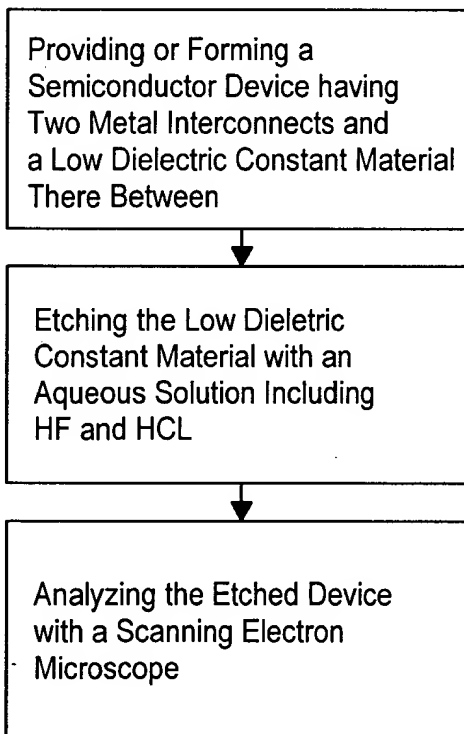 Providing or Forming a
Semiconductor Device having
Two Metal Interconnects and
a Low Dielectric Constant Material
There Between
Etching the Low Dieletric
Constant Material with an
Aqueous Solution Including
HF and HCL
Analyzing the Etched Device
with a Scanning Electron
Microscope